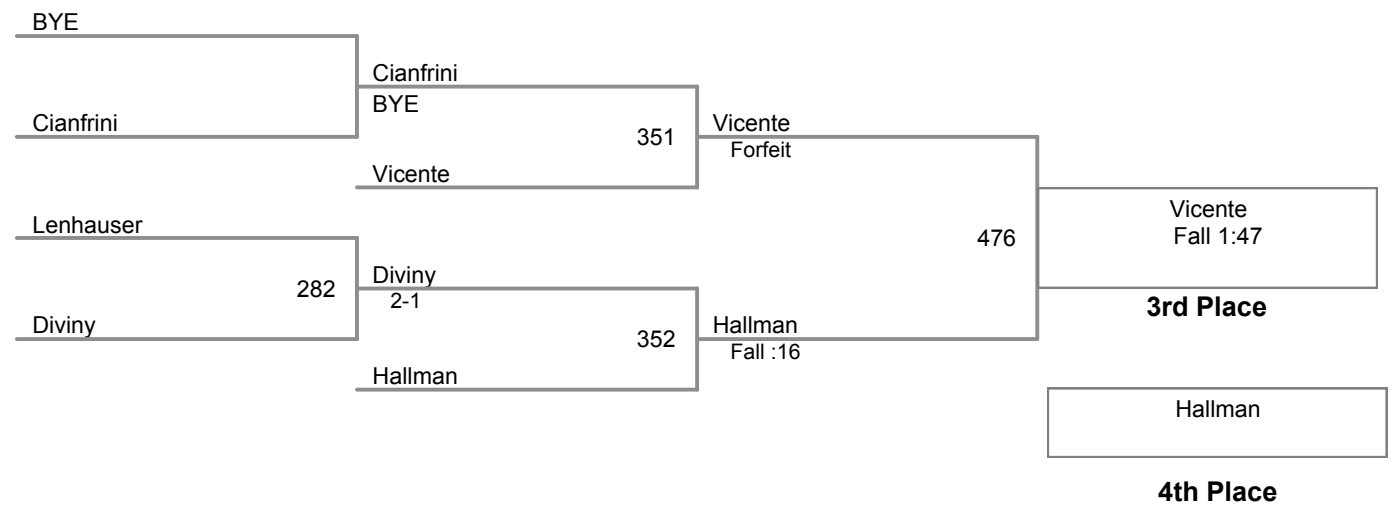 BYE
Cianfrini
BYE
Cianfrini
351
Vicente
Forfeit
Vicente
Lenhauser
476
Vicente
Fall 1:47
282
Diviny
2-1
3rd Place
Diviny
352
Hallman
Fall :16
Hallman
Hallman
4th Place